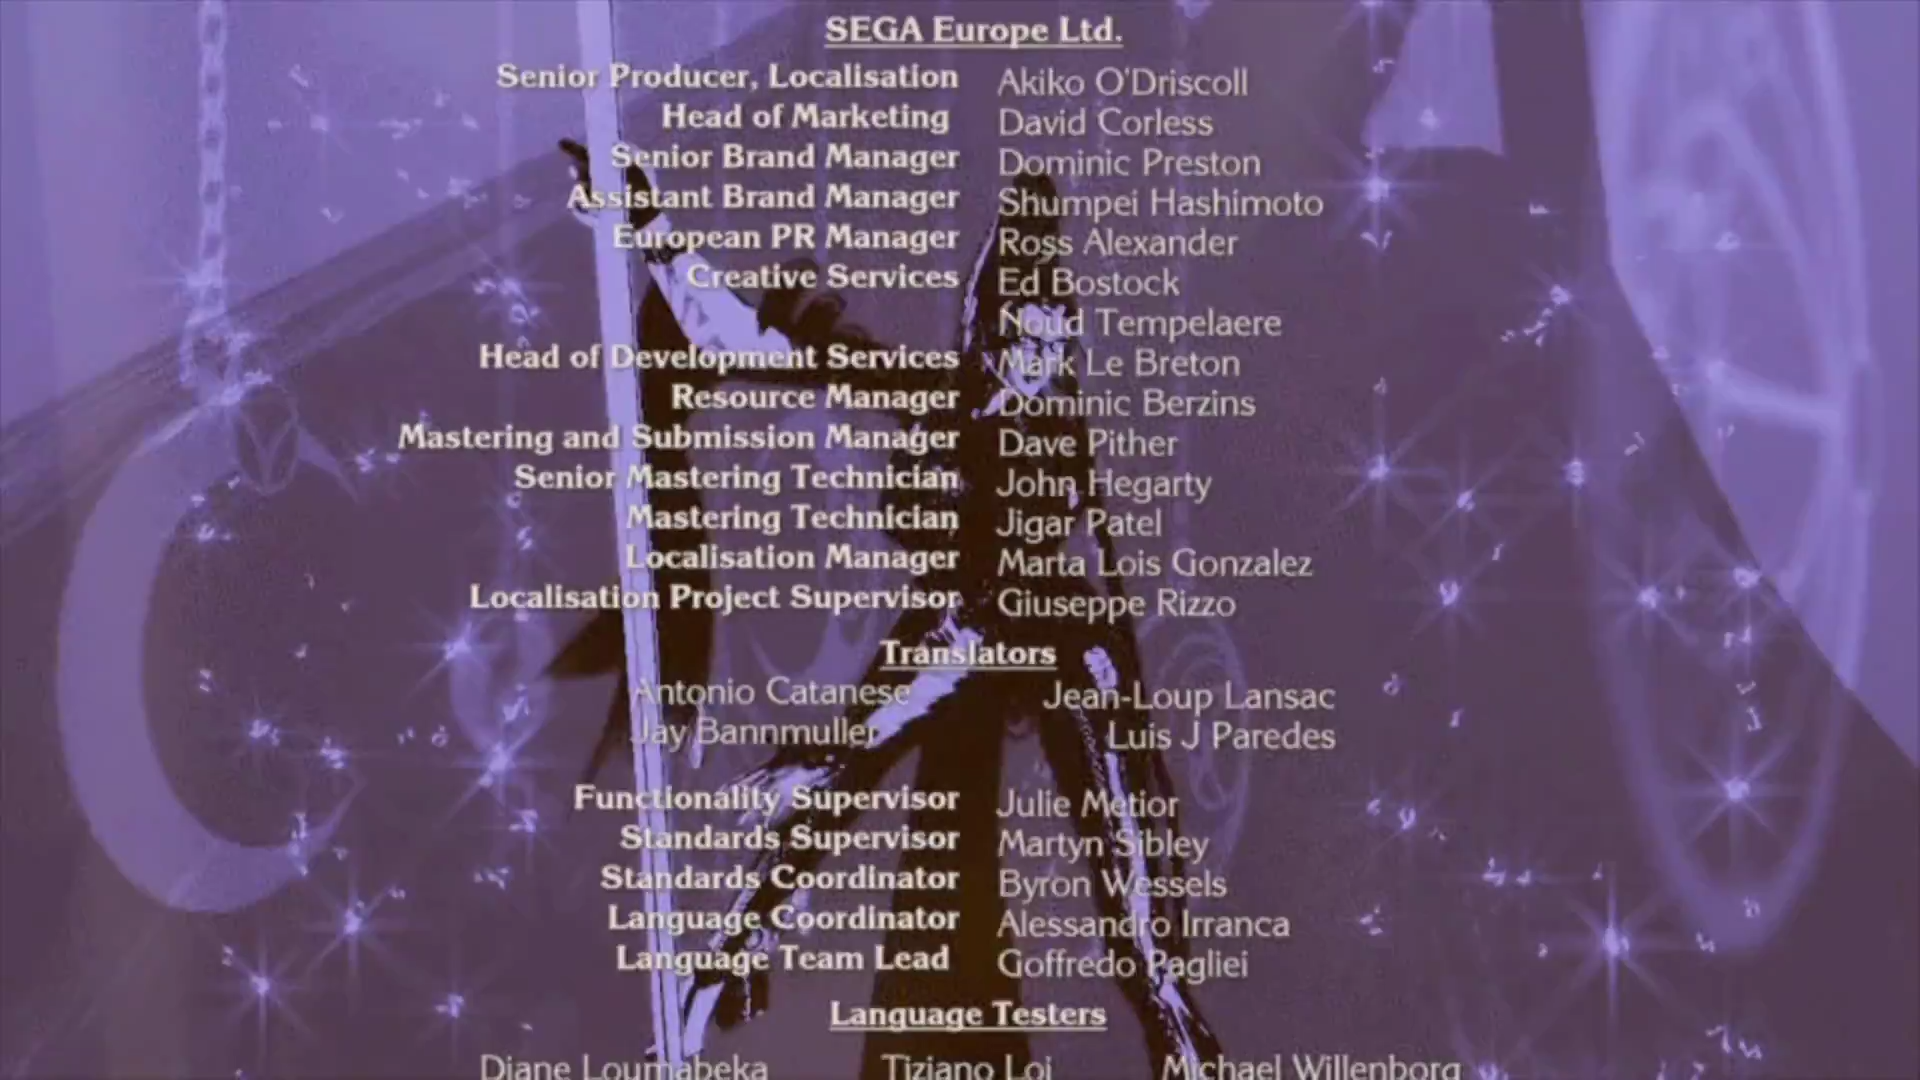 SEGA Europe Ltd.
Senior Producer, Localisation Akiko O'Driscoll
Head of Marketing David Corless
Senior Brand Manager Dominic Preston
Assistant Brand Manager Shumpei Hashimoto
European PR Manager Ross Alexander
Creative Services Ed Bostock
Noud Tempelaere
Head of Development Services Mark Le Breton
Resource Manager Dominic Berzins
Mastering and Submission Manager Dave Pither
Senior Mastering Technician John Hegarty
Mastering Technician Jigar Patel
Localisation Manager Marta Lois Gonzalez
Localisation Project Supervisor Giuseppe Rizzo
Translators
Antonio Catanese Jean-Loup Lansac
Jay Bannmuller Luis J Paredes
Functionality Supervisor Julie Metior
Standards Supervisor Martyn Sibley
Standards Coordinator Byron Wessels
Language Coordinator Alessandro Irranca
Language Team Lead Goffredo Pagliei
Language Testers
Diane Loumabeka Tiziano Loi Michael Willenborg